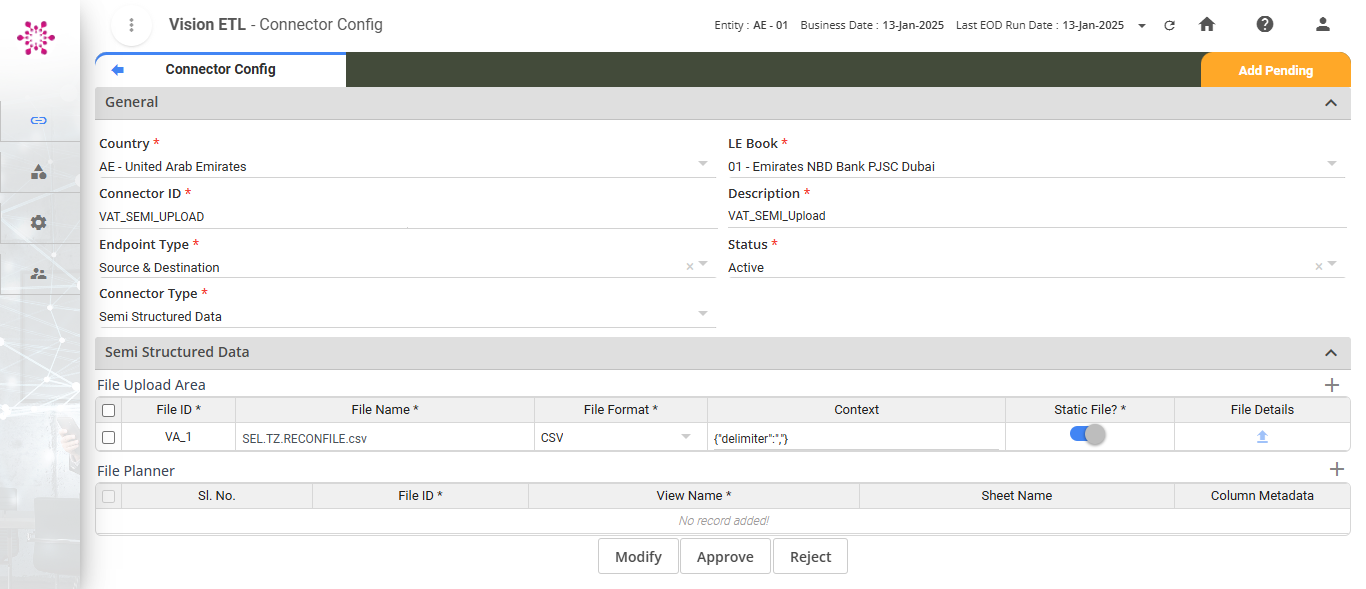 Vision ETL - Connector Config
Entity : AE - 01 Business Date : 13-Jan-2025 Last EOD Run Date : 13-Jan-2025
Connector Config
Add Pending
General
Country *
AE - United Arab Emirates
LE Book *
01 - Emirates NBD Bank PJSC Dubai
Connector ID *
VAT_SEMI_UPLOAD
Description *
VAT_SEMI_Upload
Endpoint Type *
Source & Destination
Status *
Active
Connector Type *
Semi Structured Data
Semi Structured Data
File Upload Area
File ID * File Name * File Format * Context Static File? * File Details
VA_1 SEL.TZ.RECONFILE.csv CSV {"delimiter":","}
File Planner
Sl. No. File ID * View Name * Sheet Name Column Metadata
No record added!
Modify Approve Reject